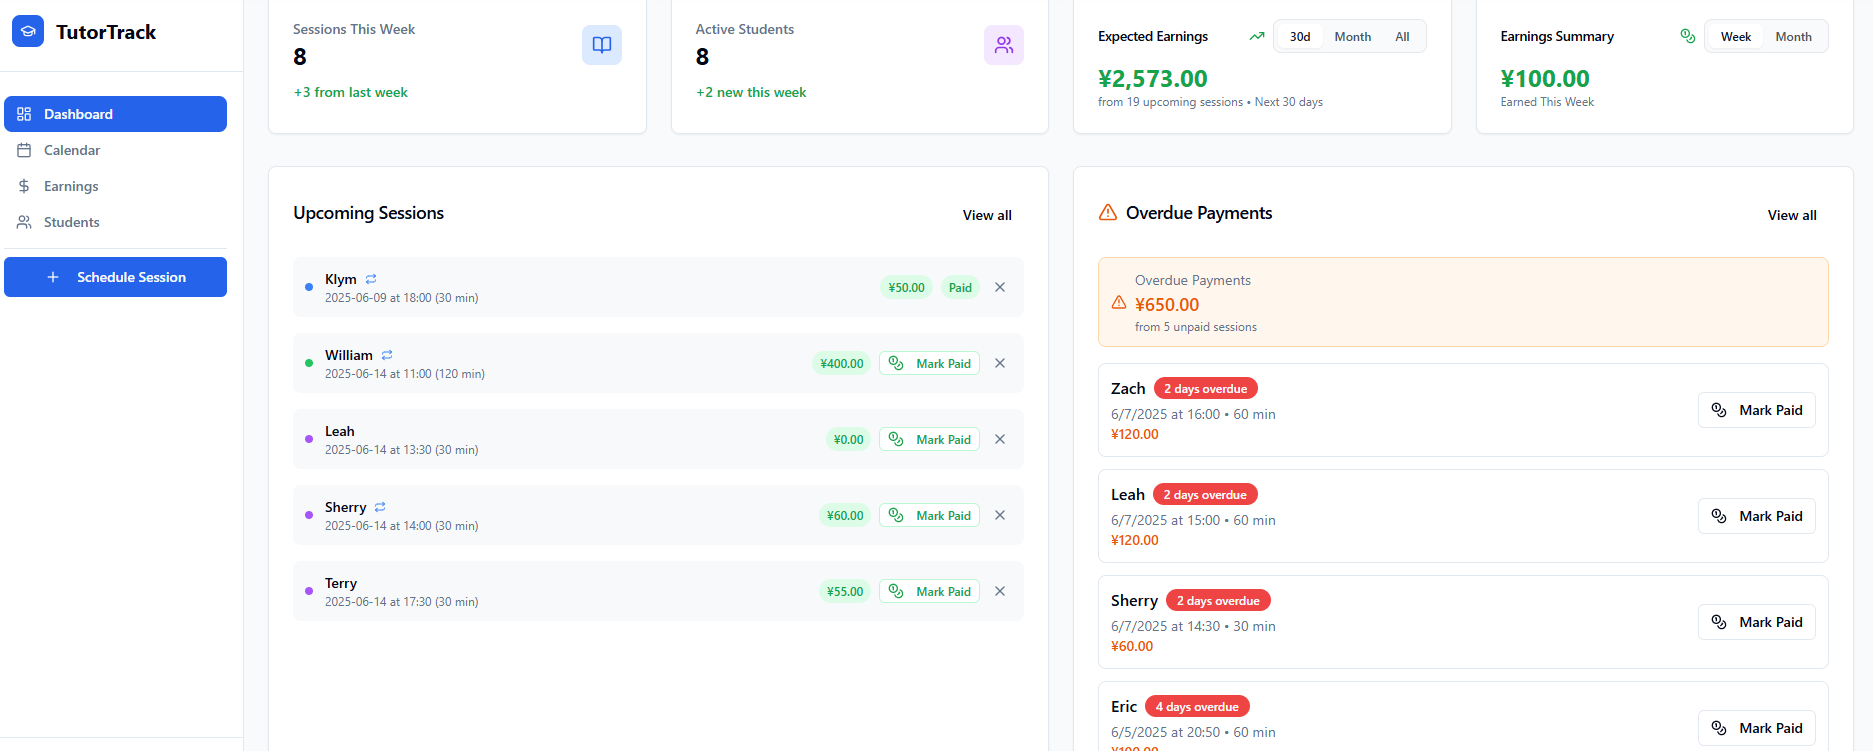 TutorTrack
Dashboard
Calendar
Earnings
Students
Schedule Session
Sessions This Week
8
+3 from last week
Active Students
8
+2 new this week
Expected Earnings
30d Month All
¥2,573.00
from 19 upcoming sessions • Next 30 days
Earnings Summary
Week Month
¥100.00
Earned This Week
Upcoming Sessions
View all
Klym
2025-06-09 at 18:00 (30 min)
¥50.00 Paid
William
2025-06-14 at 11:00 (120 min)
¥400.00 Mark Paid
Leah
2025-06-14 at 13:30 (30 min)
¥0.00 Mark Paid
Sherry
2025-06-14 at 14:00 (30 min)
¥60.00 Mark Paid
Terry
2025-06-14 at 17:30 (30 min)
¥55.00 Mark Paid
Overdue Payments
View all
Overdue Payments
¥650.00
from 5 unpaid sessions
Zach 2 days overdue
6/7/2025 at 16:00 • 60 min
¥120.00
Mark Paid
Leah 2 days overdue
6/7/2025 at 15:00 • 60 min
¥120.00
Mark Paid
Sherry 2 days overdue
6/7/2025 at 14:30 • 30 min
¥60.00
Mark Paid
Eric 4 days overdue
6/5/2025 at 20:50 • 60 min
Mark Paid